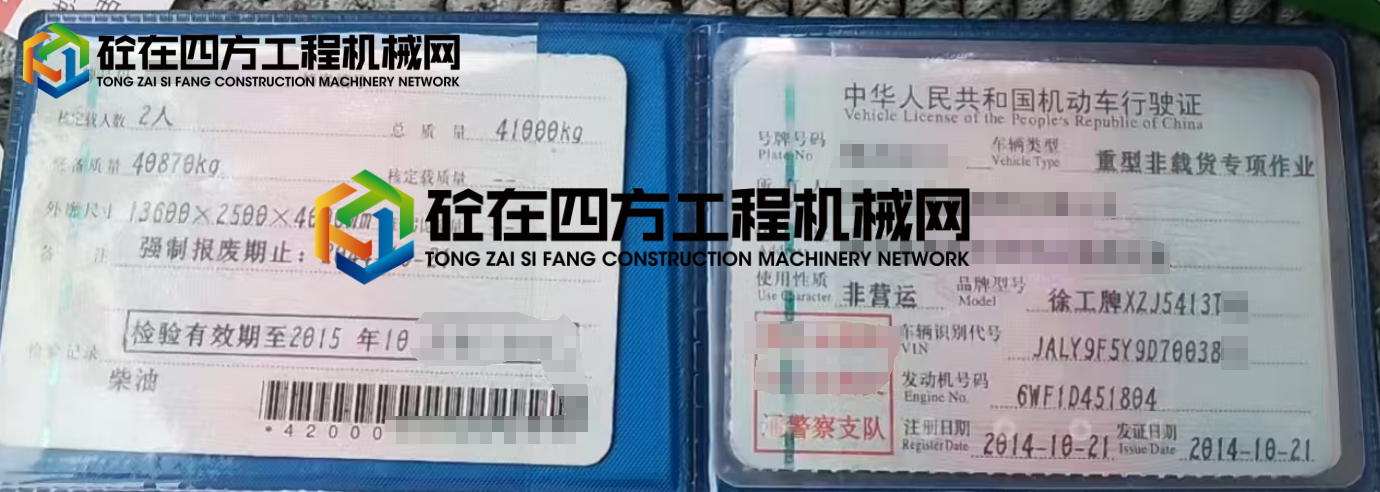 砼在四方工程机械网
TONG ZAI SI FANG CONSTRUCTION MACHINERY NETWORK
核定载人数 2人
总质量 41000kg
整备质量 40870kg
核定载质量 --
外廓尺寸 13600×2500×40
备注 强制报废期止：
检验有效期至2015 年10
检验记录
柴油
*42000
砼在四方工程机械网
TONG ZAI SI FANG CONSTRUCTION MACHINERY NETWORK
中华人民共和国机动车行驶证
Vehicle License of the People's Republic of China
号牌号码
Plate No
车辆类型
Vehicle Type
重型非载货专项作业
使用性质
Use Character
非营运
品牌型号
Model
徐工牌XZJ5413T
车辆识别代号
VIN
JALY9F5Y9D70038
发动机号码
Engine No.
6WF1D451804
警察支队
注册日期
Register Date
2014-10-21
发证日期
Issue Date
2014-10-21